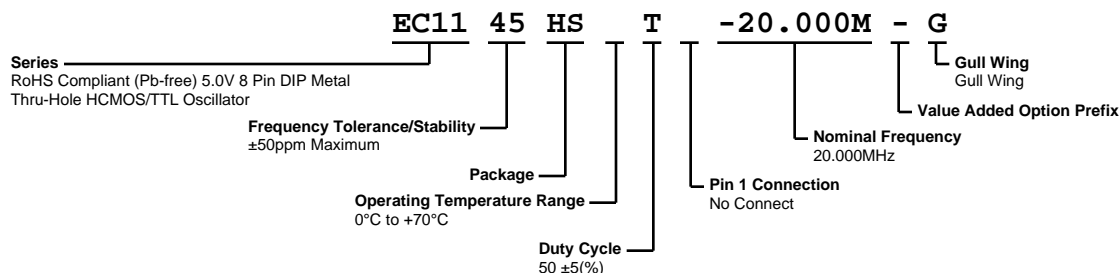 EC11 45 HS T -20.000M - G
Series
RoHS Compliant (Pb-free) 5.0V 8 Pin DIP Metal
Thru-Hole HCMOS/TTL Oscillator
Gull Wing
Gull Wing
Value Added Option Prefix
Frequency Tolerance/Stability
±50ppm Maximum
Nominal Frequency
20.000MHz
Package
Pin 1 Connection
No Connect
Operating Temperature Range
0°C to +70°C
Duty Cycle
50 ±5(%)